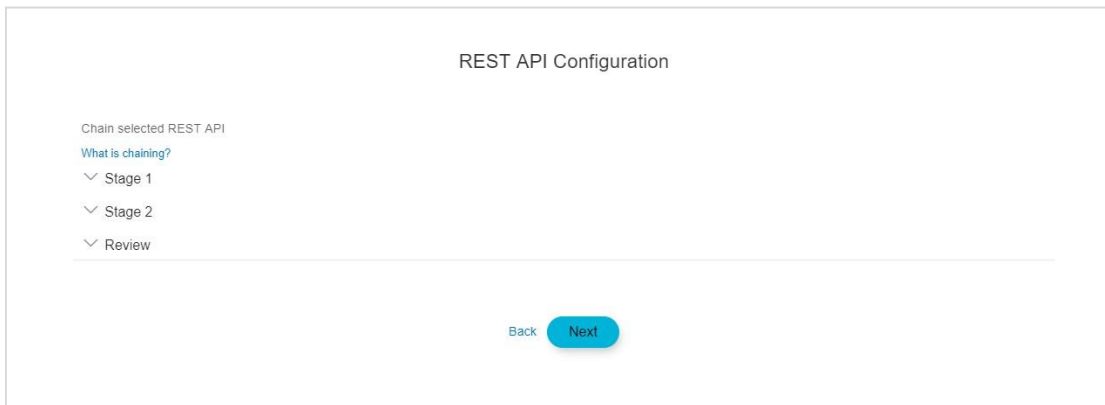 REST API Configuration
Chain selected REST API
What is chaining?
Stage 1
Stage 2
Review
Back Next